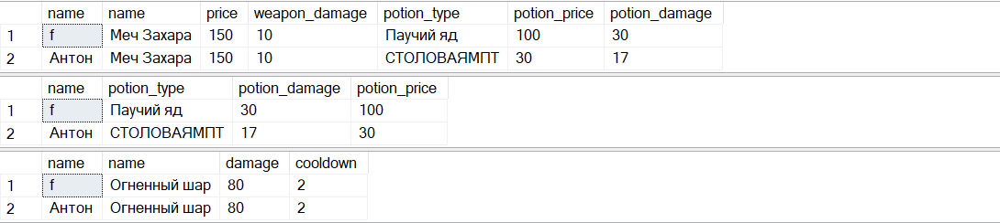 name name price weapon_damage potion_type potion_price potion_damage
1 f Меч Захара 150 10 Паучий яд 100 30
2 Антон Меч Захара 150 10 СТОЛОВАЯМПТ 30 17
name potion_type potion_damage potion_price
1 f Паучий яд 30 100
2 Антон СТОЛОВАЯМПТ 17 30
name name damage cooldown
1 f Огненный шар 80 2
2 Антон Огненный шар 80 2